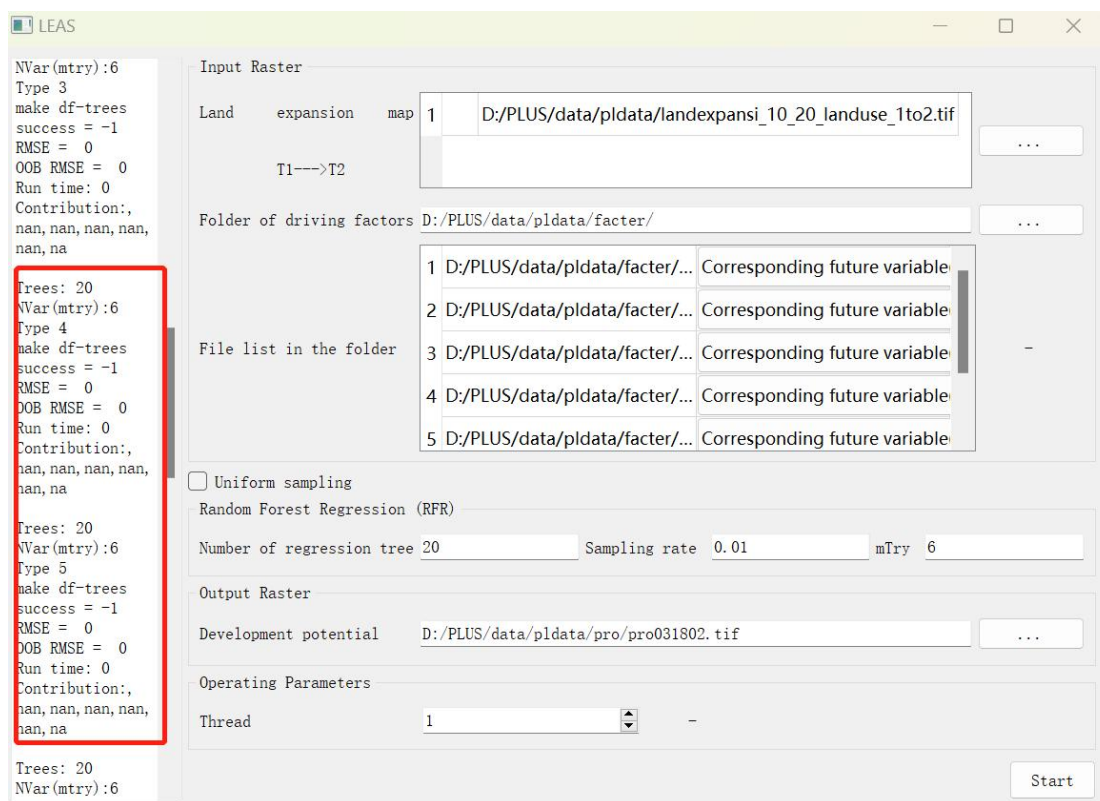 LEAS
NVar(mtry):6
Type 3
make df-trees
success = -1
RMSE =  0
OOB RMSE =  0
Run time: 0
Contribution:,
nan, nan, nan, nan,
nan, na
Trees: 20
NVar(mtry):6
Type 4
make df-trees
success = -1
RMSE =  0
OOB RMSE =  0
Run time: 0
Contribution:,
nan, nan, nan, nan,
nan, na
Trees: 20
NVar(mtry):6
Type 5
make df-trees
success = -1
RMSE =  0
OOB RMSE =  0
Run time: 0
Contribution:,
nan, nan, nan, nan,
nan, na
Trees: 20
NVar(mtry):6
Input Raster
Land expansion map
T1--->T2
1 D:/PLUS/data/pldata/landexpansi_10_20_landuse_1to2.tif
...
Folder of driving factors D:/PLUS/data/pldata/facter/
...
File list in the folder
1 D:/PLUS/data/pldata/facter/... Corresponding future variable
2 D:/PLUS/data/pldata/facter/... Corresponding future variable
3 D:/PLUS/data/pldata/facter/... Corresponding future variable
4 D:/PLUS/data/pldata/facter/... Corresponding future variable
5 D:/PLUS/data/pldata/facter/... Corresponding future variable
-
Uniform sampling
Random Forest Regression (RFR)
Number of regression tree 20 Sampling rate 0.01 mTry 6
Output Raster
Development potential D:/PLUS/data/pldata/pro/pro031802.tif ...
Operating Parameters
Thread 1 -
Start